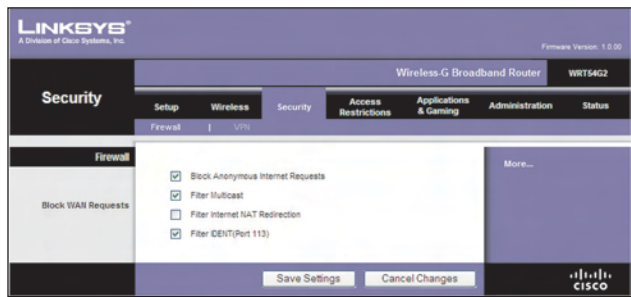 LINKSYS®
A Division of Cisco Systems, Inc.
Firmware Version: 1.0.00
Wireless-G Broadband Router WRT54G2
Security
Setup Wireless Security Access Restrictions Applications & Gaming Administration Status
Firewall | VPN
Firewall
More...
Block WAN Requests
Block Anonymous Internet Requests
Filter Multicast
Filter Internet NAT Redirection
Filter IDENT(Port 113)
Save Settings Cancel Changes
CISCO